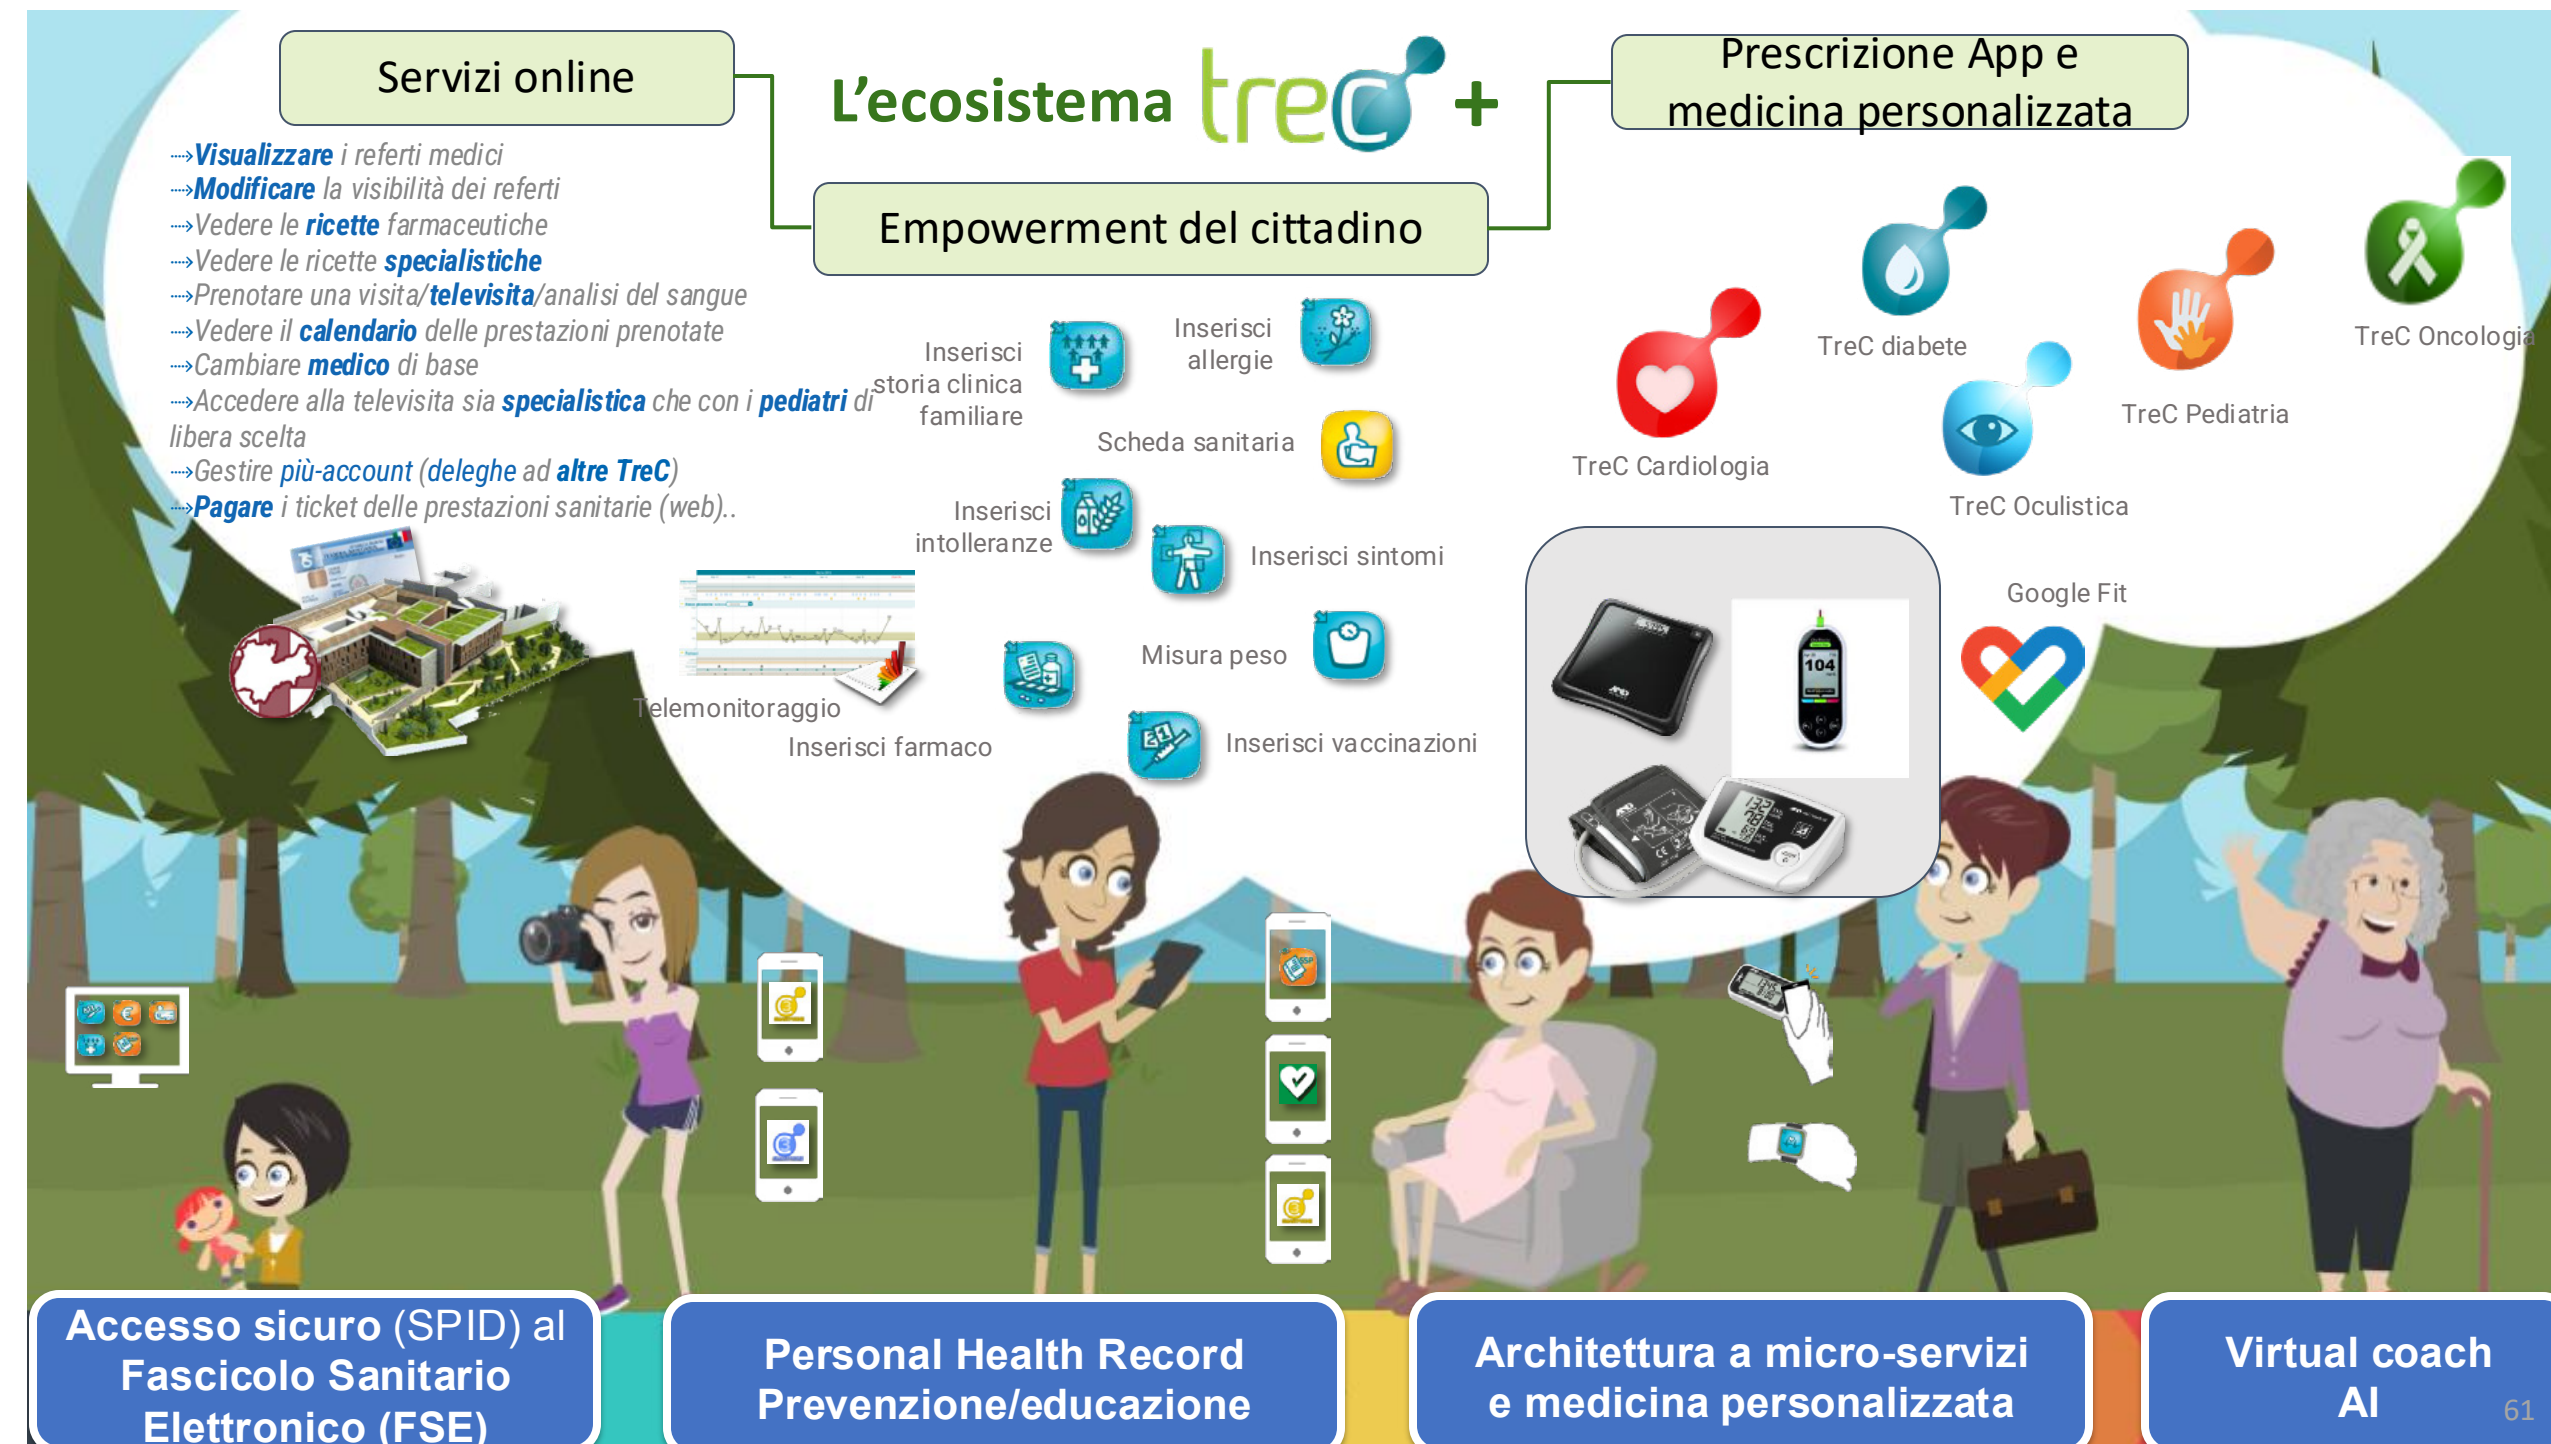 Servizi online
L'ecosistema trec +
Prescrizione App e
medicina personalizzata
Empowerment del cittadino
Visualizzare i referti medici
Modificare la visibilità dei referti
Vedere le ricette farmaceutiche
Vedere le ricette specialistiche
Prenotare una visita/televisita/analisi del sangue
Vedere il calendario delle prestazioni prenotate
Cambiare medico di base
Accedere alla televisita sia specialistica che con i pediatri di
libera scelta
Gestire più-account (deleghe ad altre TreC)
Pagare i ticket delle prestazioni sanitarie (web)..
Telemonitoraggio
Inserisci
storia clinica
familiare
Inserisci
allergie
Scheda sanitaria
Inserisci
intolleranze
Inserisci sintomi
Misura peso
Inserisci farmaco
Inserisci vaccinazioni
TreC Cardiologia
TreC diabete
TreC Oculistica
TreC Pediatria
TreC Oncologia
104
Google Fit
Accesso sicuro (SPID) al
Fascicolo Sanitario
Elettronico (FSE)
Personal Health Record
Prevenzione/educazione
Architettura a micro-servizi
e medicina personalizzata
Virtual coach
AI
61